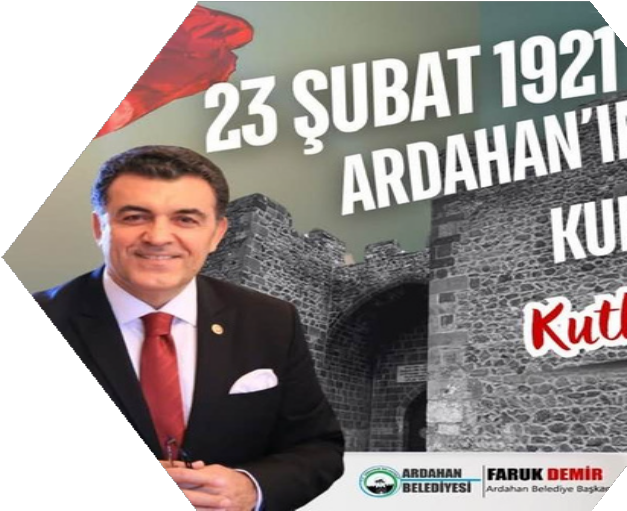 23 ŞUBAT 1921
ARDAHAN'I
KU
Kutl
ARDAHAN
BELEDİYESİ
FARUK DEMİR
Ardahan Belediye Başkan